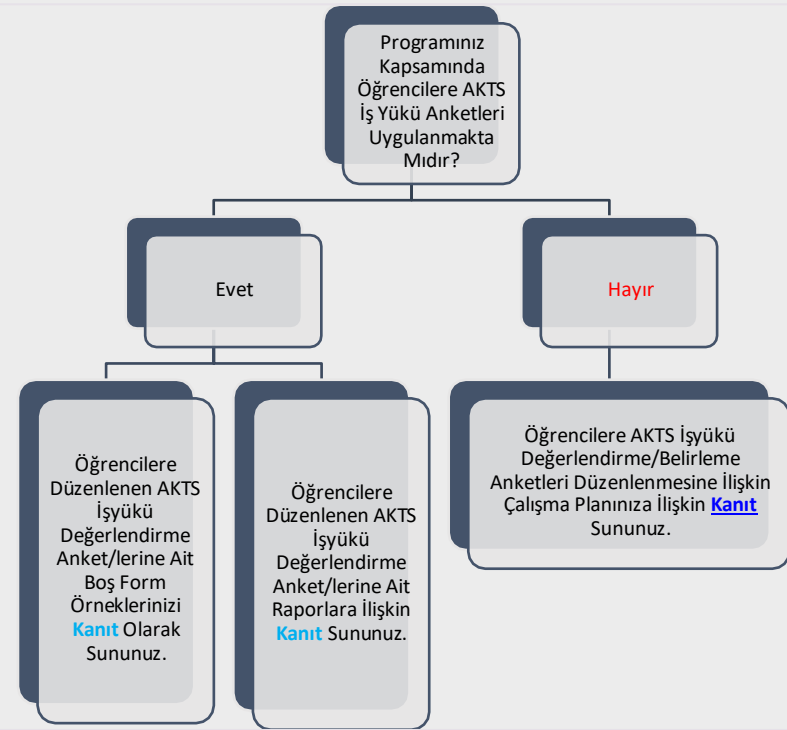 Programınız
Kapsamında
Öğrencilere AKTS
İş Yükü Anketleri
Uygulanmakta
Mıdır?
Evet
Hayır
Öğrencilere
Düzenlenen AKTS
İşyükü
Değerlendirme
Anket/lerine Ait
Boş Form
Örneklerinizi
Kanıt Olarak
Sununuz.
Öğrencilere
Düzenlenen AKTS
İşyükü
Değerlendirme
Anket/lerine Ait
Raporlara İlişkin
Kanıt Sununuz.
Öğrencilere AKTS İşyükü
Değerlendirme/Belirleme
Anketleri Düzenlenmesine İlişkin
Çalışma Planınıza İlişkin Kanıt
Sununuz.